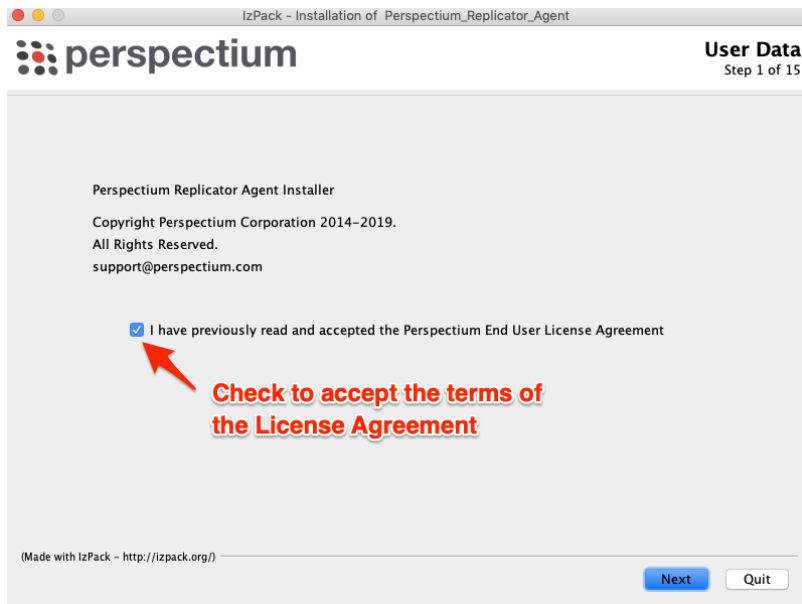 IzPack - Installation of Perspectium_Replicator_Agent
perspectium
User Data
Step 1 of 15
Perspectium Replicator Agent Installer
Copyright Perspectium Corporation 2014-2019.
All Rights Reserved.
support@perspectium.com
I have previously read and accepted the Perspectium End User License Agreement
Check to accept the terms of
the License Agreement
(Made with IzPack - http://izpack.org/)
Next
Quit